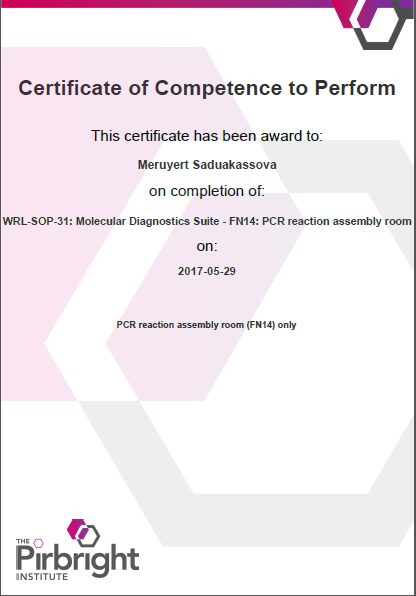 Certificate of Competence to Perform
This certificate has been award to:
Meruyert Saduakassova
on completion of:
WRL-SOP-31: Molecular Diagnostics Suite - FN14: PCR reaction assembly room
on:
2017-05-29
PCR reaction assembly room (FN14) only
THE
Pirbright
INSTITUTE